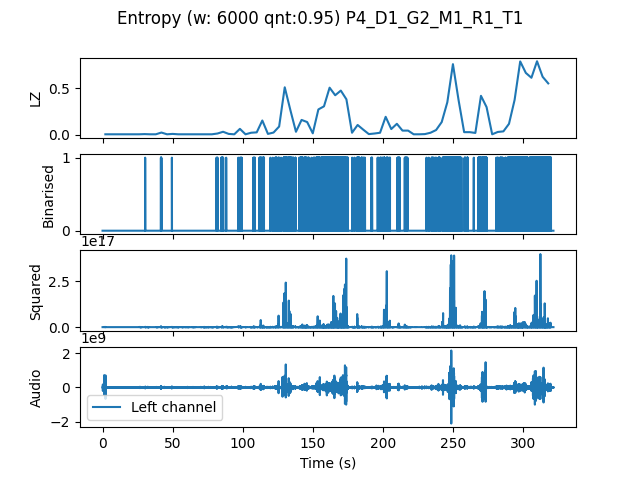 Entropy (w: 6000 qnt:0.95) P4_D1_G2_M1_R1_T1
0.5
0.0
LZ
1
0
Binarised
1e17
2.5
0.0
Squared
1e9
2
0
−2
Audio
Left channel
0 50 100 150 200 250 300
Time (s)